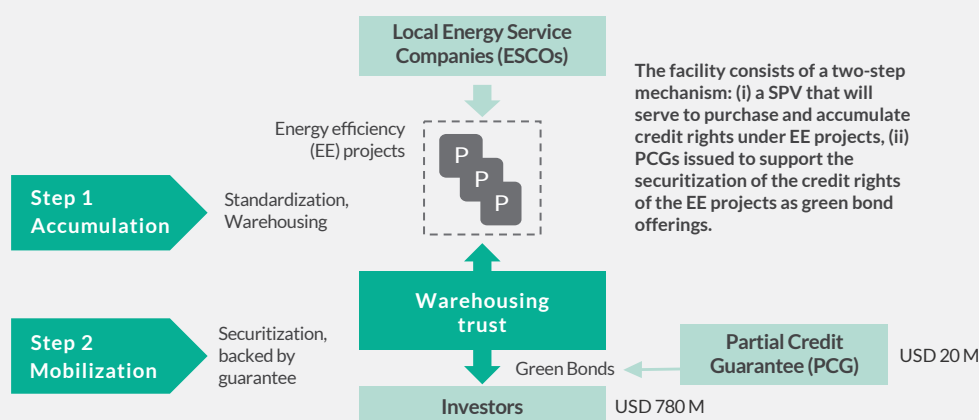 Local Energy Service
Companies (ESCOs)
The facility consists of a two-step
mechanism: (i) a SPV that will
serve to purchase and accumulate
credit rights under EE projects, (ii)
PCGs issued to support the
securitization of the credit rights
of the EE projects as green bond
offerings.
Energy efficiency
(EE) projects
P
P
P
Step 1
Accumulation
Standardization,
Warehousing
Warehousing
trust
Step 2
Mobilization
Securitization,
backed by
guarantee
Green Bonds
Partial Credit
Guarantee (PCG)
USD 20 M
Investors
USD 780 M